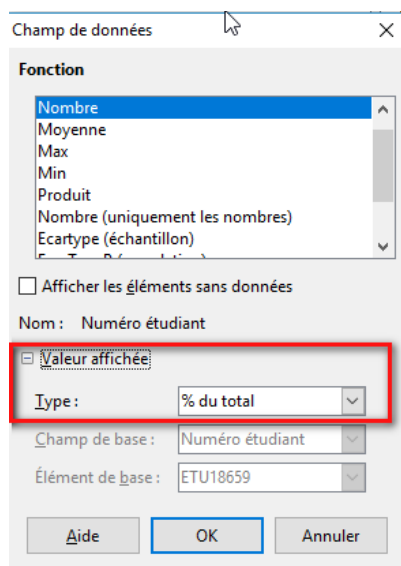 Champ de données
Fonction
Nombre
Moyenne
Max
Min
Produit
Nombre (uniquement les nombres)
Ecartype (échantillon)
Afficher les éléments sans données
Nom : Numéro étudiant
Valeur affichée
Type : % du total
Champ de base : Numéro étudiant
Élément de base : ETU18659
Aide OK Annuler